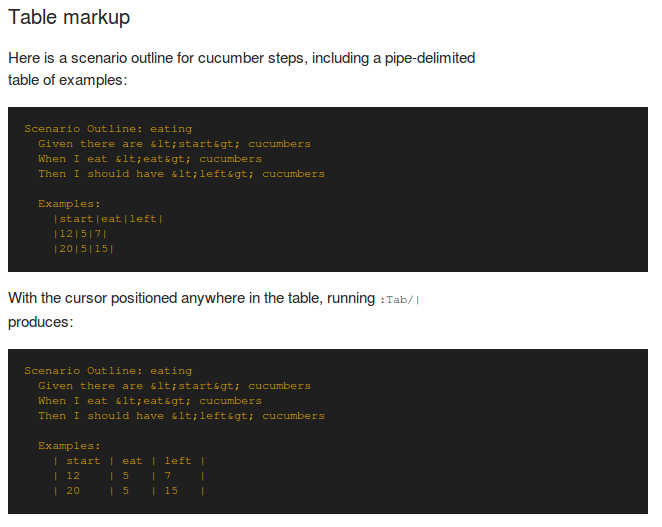 Table markup
Here is a scenario outline for cucumber steps, including a pipe-delimited
table of examples:
Scenario Outline: eating
  Given there are &lt;start&gt; cucumbers
  When I eat &lt;eat&gt; cucumbers
  Then I should have &lt;left&gt; cucumbers
  Examples:
    |start|eat|left|
    |12|5|7|
    |20|5|15|
With the cursor positioned anywhere in the table, running :Tab/|
produces:
Scenario Outline: eating
  Given there are &lt;start&gt; cucumbers
  When I eat &lt;eat&gt; cucumbers
  Then I should have &lt;left&gt; cucumbers
  Examples:
    | start | eat | left |
    | 12    | 5   | 7    |
    | 20    | 5   | 15   |